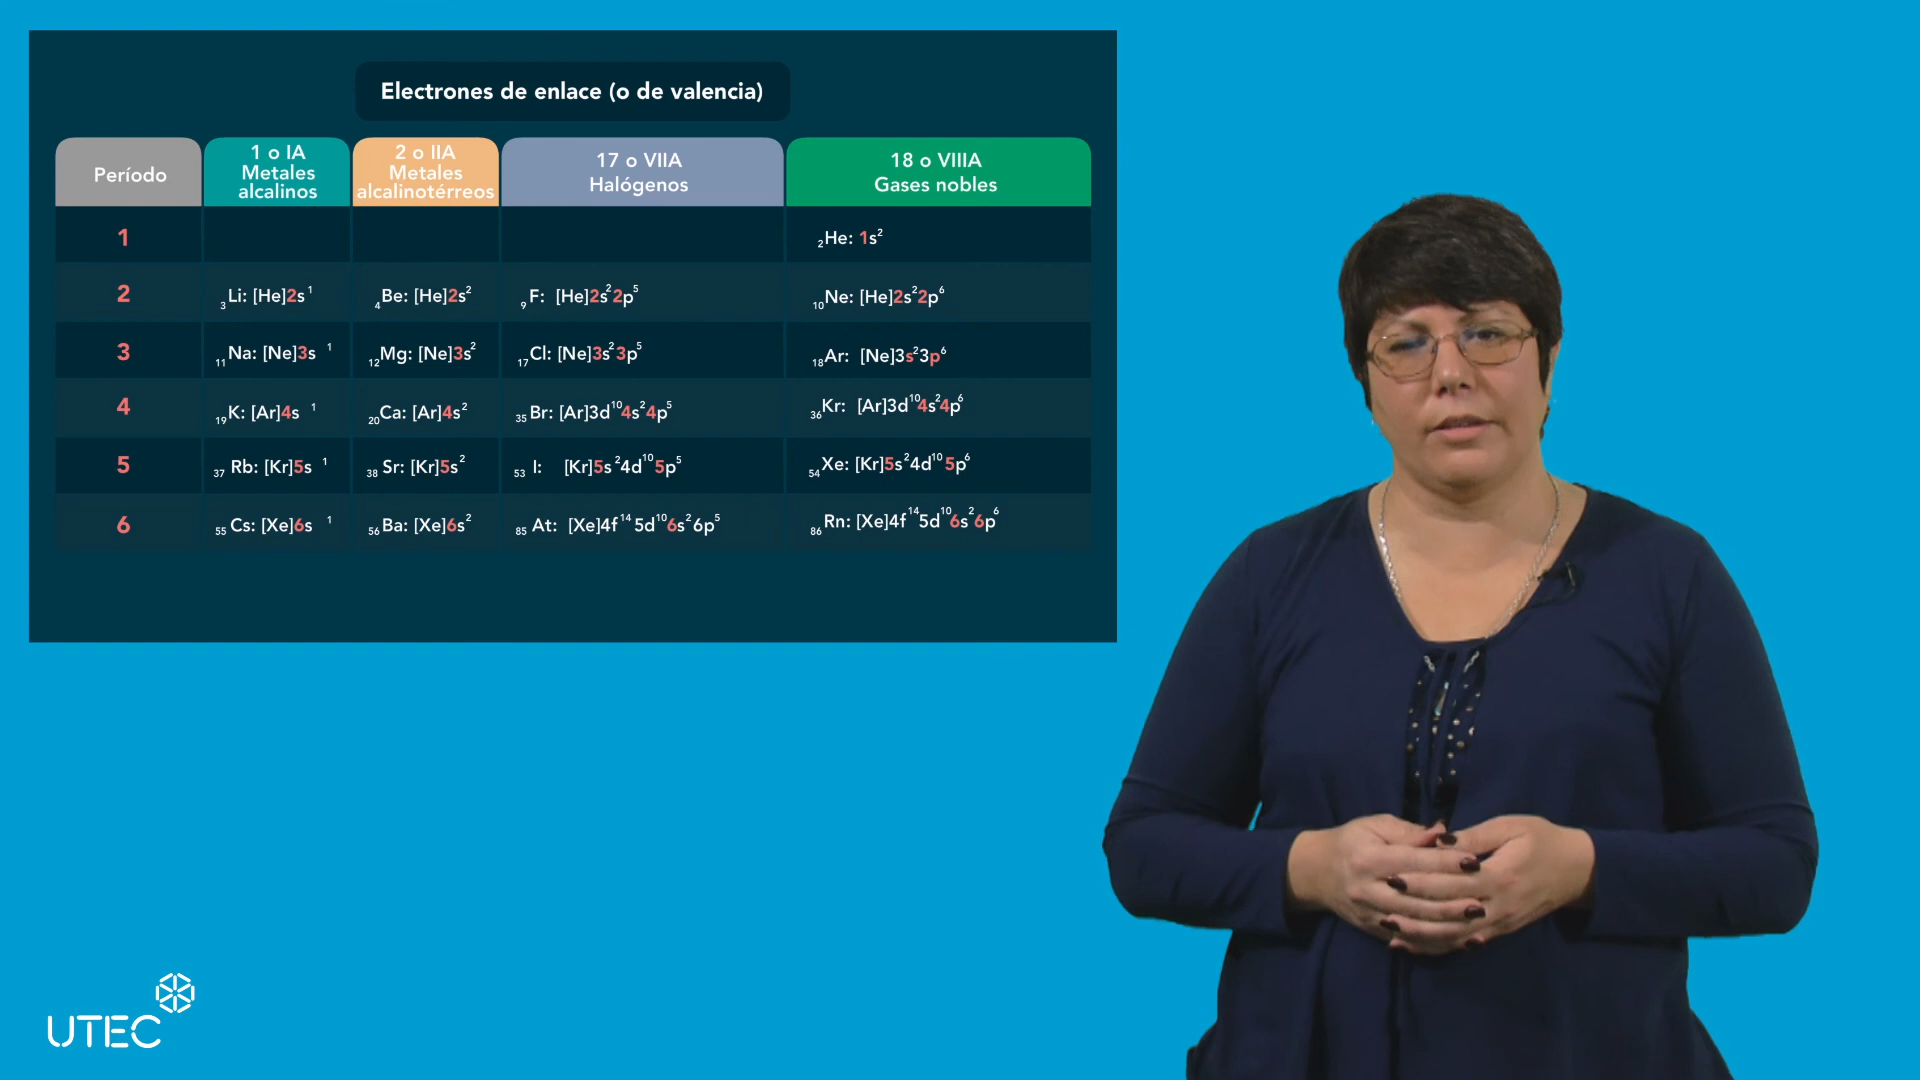 Electrones de enlace (o de valencia)
Período
1 o IA
Metales
alcalinos
2 o IIA
Metales
alcalinotérreos
17 o VIIA
Halógenos
18 o VIIIA
Gases nobles
1
₂He: 1s²
2
₃Li: [He]2s¹
₄Be: [He]2s²
₉F: [He]2s²2p⁵
₁₀Ne: [He]2s²2p⁶
3
₁₁Na: [Ne]3s¹
₁₂Mg: [Ne]3s²
₁₇Cl: [Ne]3s²3p⁵
₁₈Ar: [Ne]3s²3p⁶
4
₁₉K: [Ar]4s¹
₂₀Ca: [Ar]4s²
₃₅Br: [Ar]3d¹⁰4s²4p⁵
₃₆Kr: [Ar]3d¹⁰4s²4p⁶
5
₃₇Rb: [Kr]5s¹
₃₈Sr: [Kr]5s²
₅₃I: [Kr]5s²4d¹⁰5p⁵
₅₄Xe: [Kr]5s²4d¹⁰5p⁶
6
₅₅Cs: [Xe]6s¹
₅₆Ba: [Xe]6s²
₈₅At: [Xe]4f¹⁴5d¹⁰6s²6p⁵
₈₆Rn: [Xe]4f¹⁴5d¹⁰6s²6p⁶
UTEC